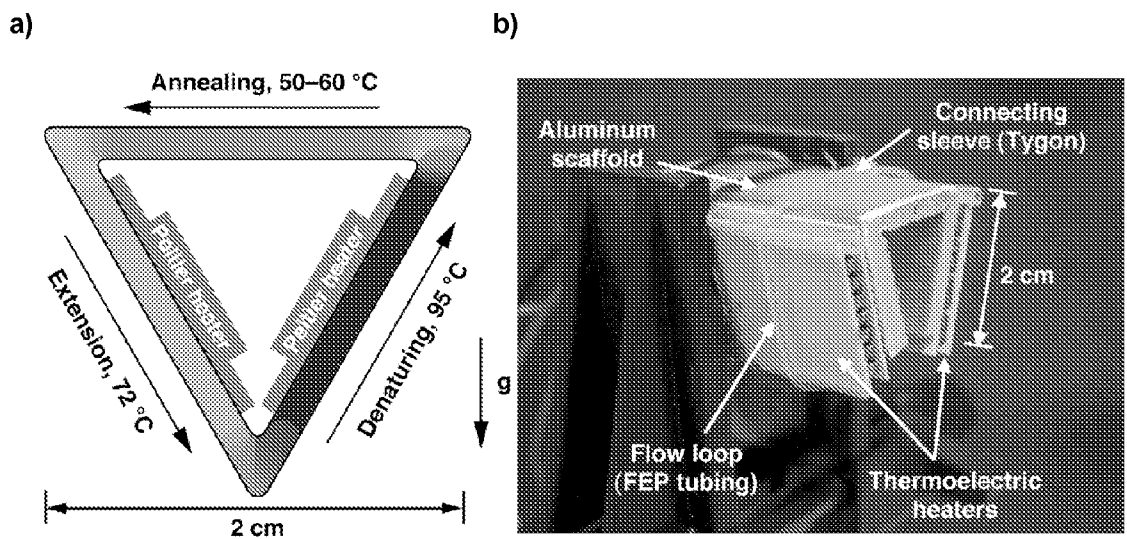 a)
b)
Annealing, 50–60 °C
Peltier heater
Peltier heater
Extension, 72 °C
Denaturing, 95 °C
g
2 cm
Aluminum
scaffold
Connecting
sleeve (Tygon)
2 cm
Flow loop
(FEP tubing)
Thermoelectric
heaters